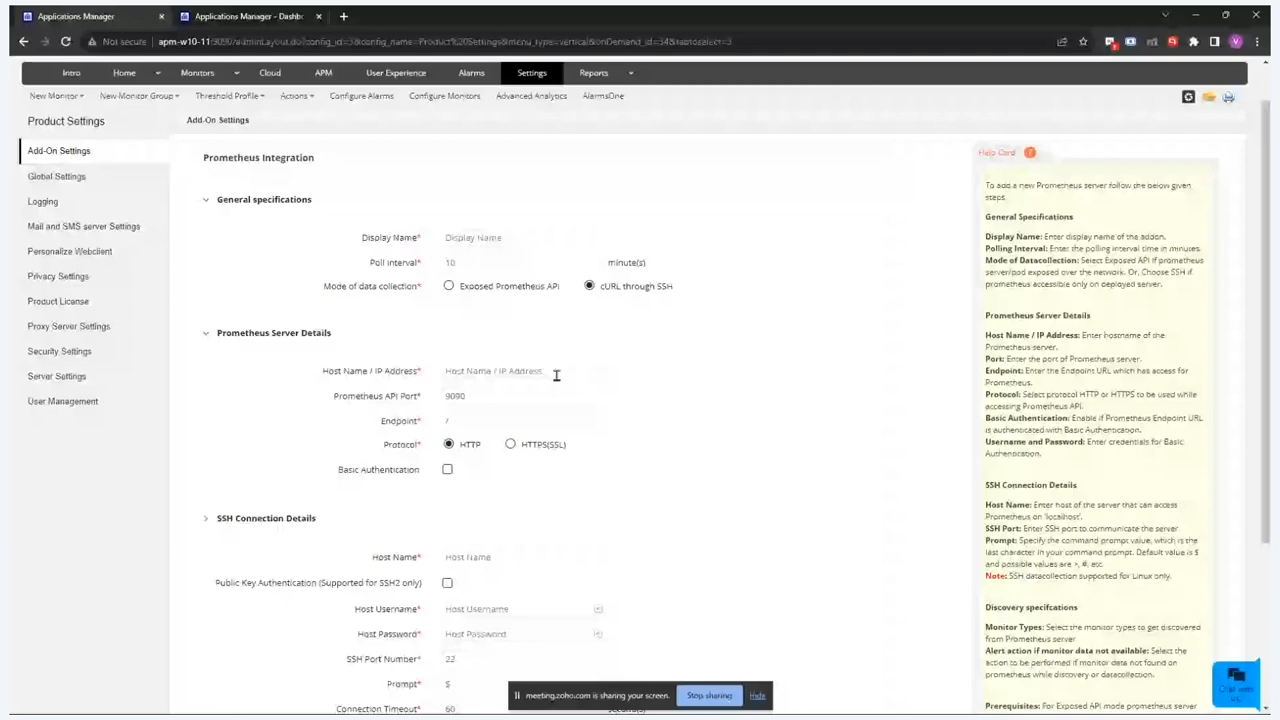 Applications Manager
Applications Manager - Dashb
Not secure
Intro Home Monitors Cloud APM User Experience Alarms Settings Reports
New Monitor New Monitor Group Threshold Profile Actions Configure Alarms Configure Monitors Advanced Analytics AlarmsOne
Product Settings
Add-On Settings
Global Settings
Logging
Mail and SMS server Settings
Personalize Webclient
Privacy Settings
Product License
Proxy Server Settings
Security Settings
Server Settings
User Management
Add-On Settings
Prometheus Integration
General specifications
Display Name* Display Name
Poll Interval* 10 minute(s)
Mode of data collection* Exposed Prometheus API cURL through SSH
Prometheus Server Details
Host Name / IP Address* Host Name / IP Address
Prometheus API Port* 9090
Endpoint* /
Protocol* HTTP HTTPS(SSL)
Basic Authentication
SSH Connection Details
Host Name* Host Name
Public Key Authentication (Supported for SSH2 only)
Host Username* Host Username
Host Password* Host Password
SSH Port Number* 22
Prompt* $
Connection Timeout* 60 second(s)
Help Card ?
To add a new Prometheus server follow the below given
steps.
General Specifications
Display Name: Enter display name of the addon.
Polling Interval: Enter the polling interval time in minutes.
Mode of Datacollection: Select Exposed API if prometheus
server/pod exposed over the network. Or, Choose SSH if
prometheus accessible only on deployed server.
Prometheus Server Details
Host Name / IP Address: Enter hostname of the
Prometheus server.
Port: Enter the port of Prometheus server.
Endpoint: Enter the Endpoint URL which has access for
Prometheus.
Protocol: Select protocol HTTP or HTTPS to be used while
accessing Prometheus API.
Basic Authentication: Enable if Prometheus Endpoint URL
is authenticated with Basic Authentication.
Username and Password: Enter credentials for Basic
Authentication.
SSH Connection Details
Host Name: Enter host of the server that can access
Prometheus on 'localhost'.
SSH Port: Enter SSH port to communicate the server
Prompt: Specify the command prompt value, which is the
last character in your command prompt. Default value is $
and possible values are >, #, etc.
Note: SSH datacollection supported for Linux only.
Discovery specifcations
Monitor Types: Select the monitor types to get discovered
from Prometheus server
Alert action if monitor data not available: Select the
action to be performed if monitor data not found on
prometheus while discovery or datacollection.
Prerequisites: For Exposed API mode prometheus server
meeting.zoho.com is sharing your screen. Stop sharing Hide
Chat with
us